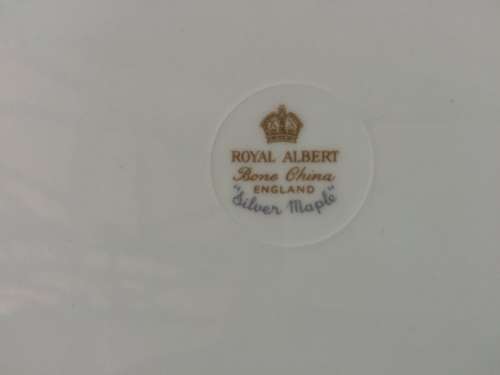 ROYAL ALBERT
Bone China
ENGLAND
"Silver Maple"